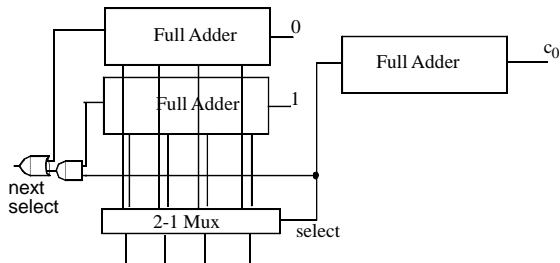 Full Adder
0
Full Adder
c0
Full Adder
1
next
select
2-1 Mux
select